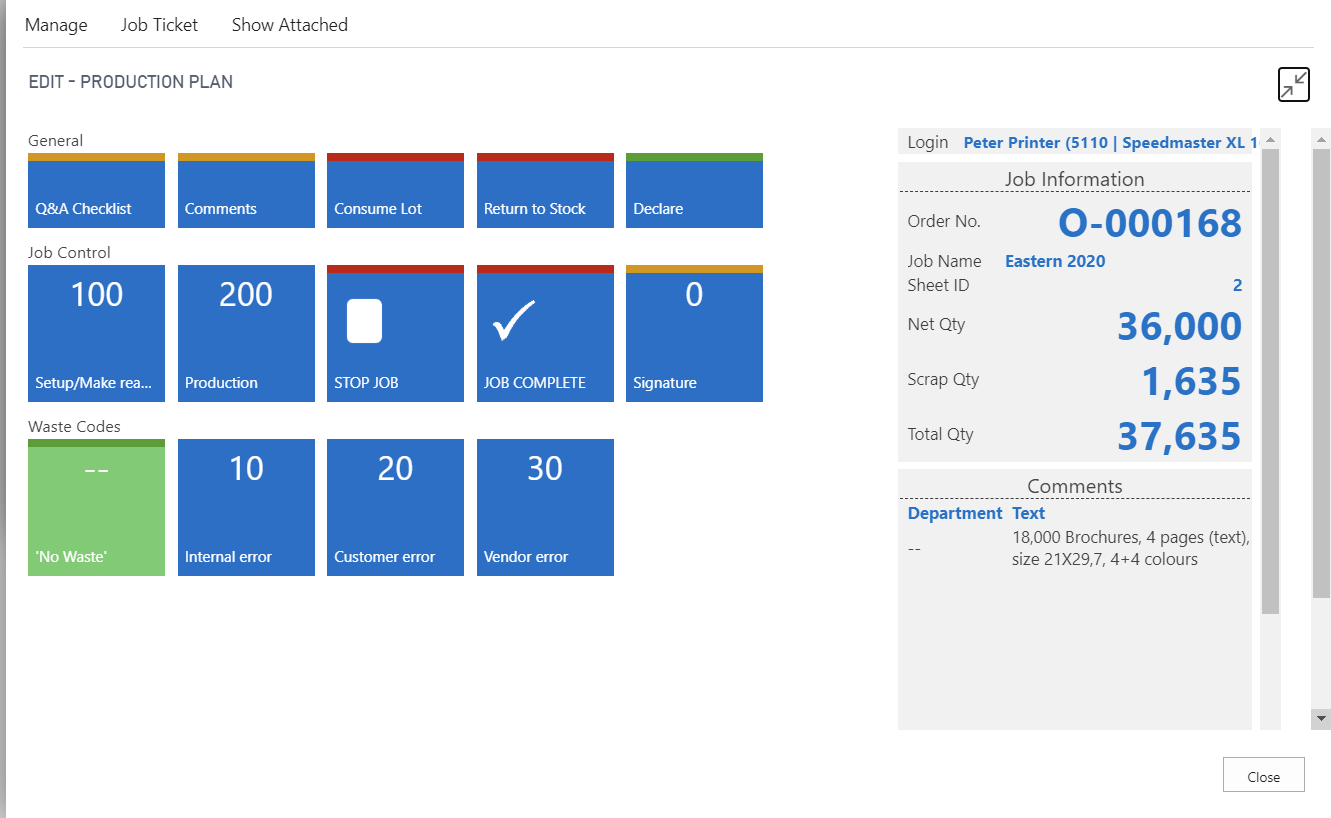 Manage Job Ticket Show Attached
EDIT - PRODUCTION PLAN
General
Q&A Checklist
Comments
Consume Lot
Return to Stock
Declare
Job Control
100
Setup/Make rea...
200
Production
STOP JOB
JOB COMPLETE
0
Signature
Waste Codes
--
'No Waste'
10
Internal error
20
Customer error
30
Vendor error
Login Peter Printer (5110 | Speedmaster XL 1
Job Information
Order No. O-000168
Job Name Eastern 2020
Sheet ID 2
Net Qty 36,000
Scrap Qty 1,635
Total Qty 37,635
Comments
Department Text
-- 18,000 Brochures, 4 pages (text),
size 21X29,7, 4+4 colours
Close